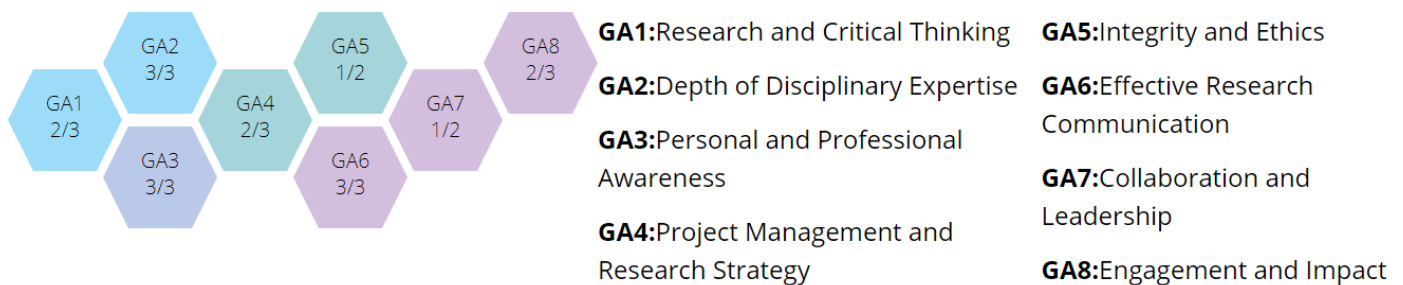 GA1
2/3
GA2
3/3
GA3
3/3
GA4
2/3
GA5
1/2
GA6
3/3
GA7
1/2
GA8
2/3
GA1:Research and Critical Thinking
GA2:Depth of Disciplinary Expertise
GA3:Personal and Professional
Awareness
GA4:Project Management and
Research Strategy
GA5:Integrity and Ethics
GA6:Effective Research
Communication
GA7:Collaboration and
Leadership
GA8:Engagement and Impact